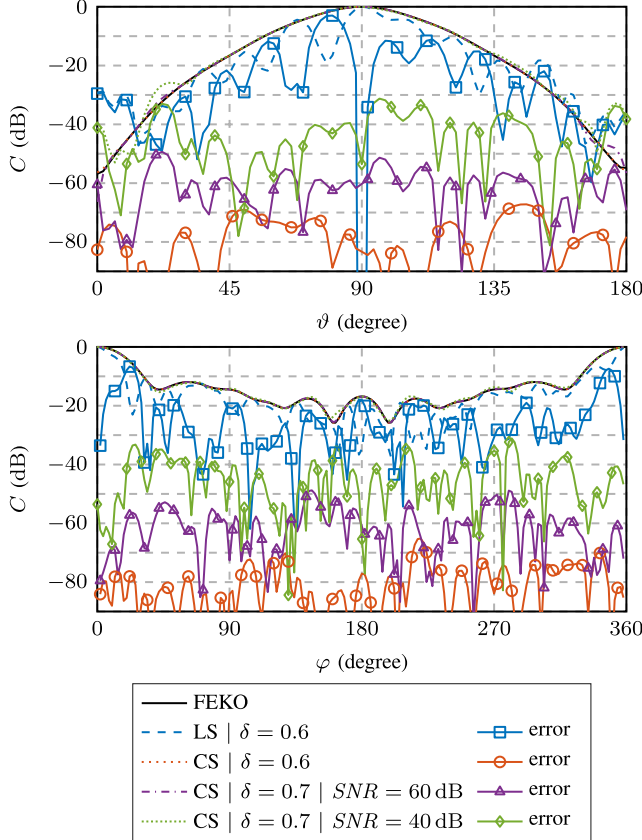 0
−20
−40
−60
−80
C (dB)
0 45 90 135 180
ϑ (degree)
0
−20
−40
−60
−80
C (dB)
0 90 180 270 360
φ (degree)
FEKO
LS | δ = 0.6 error
CS | δ = 0.6 error
CS | δ = 0.7 | SNR = 60 dB error
CS | δ = 0.7 | SNR = 40 dB error